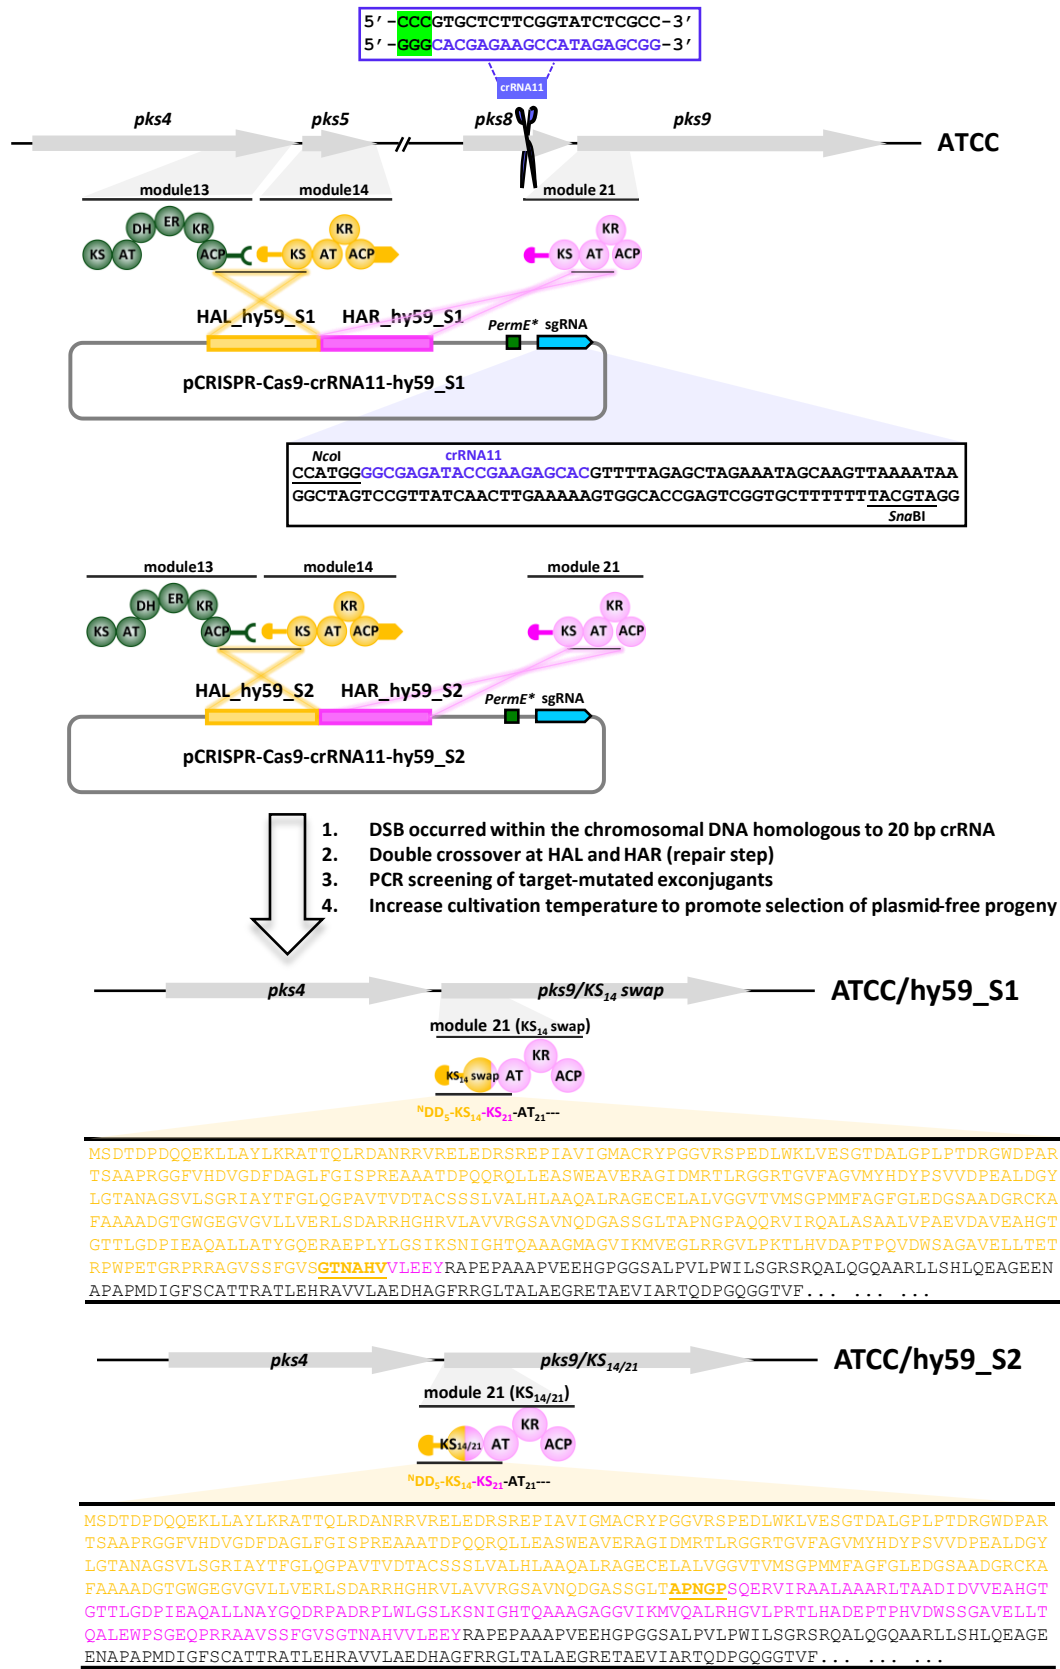 5’-CCCGTGCTCTTCGGTATCTCGCC-3’
5’-GGGCACGAGAAGCCATAGAGCGG-3’
crRNA11
pks4 pks5 pks8 pks9
//
ATCC
module13 module14 module 21
DH ER KR KR KR
KS AT ACP KS AT ACP KS AT ACP
HAL_hy59_S1 HAR_hy59_S1
PermE* sgRNA
pCRISPR-Cas9-crRNA11-hy59_S1
NcoI crRNA11
CCATGGGGCGAGATACCGAAGAGCACGTTTTAGAGCTAGAAATAGCAAGTTAAAATAA
GGCTAGTCCGTTATCAACTTGAAAAAGTGGCACCGAGTCGGTGCTTTTTTTACGTAGG
SnaBI
module13 module14 module 21
DH ER KR KR KR
KS AT ACP KS AT ACP KS AT ACP
HAL_hy59_S2 HAR_hy59_S2
PermE* sgRNA
pCRISPR-Cas9-crRNA11-hy59_S2
1. DSB occurred within the chromosomal DNA homologous to 20 bp crRNA
2. Double crossover at HAL and HAR (repair step)
3. PCR screening of target-mutated exconjugants
4. Increase cultivation temperature to promote selection of plasmid-free progeny
pks4 pks9/KS14 swap ATCC/hy59_S1
module 21 (KS14 swap)
KR
KS14 swap AT ACP
NDD5-KS14-KS21-AT21---
MSDTDPDQQEKLLAYLKRATTQLRDANRRVRELEDRSREPIAVIGMACRYPGGVRSPEDLWKLVESGTDALGPLPTDRGWDPAR
TSAAPRGGFVHDVGDFDAGLFGISPREAAATDPQQRQLLEASWEAVERAGIDMRTLRGGRTGVFAGVMYHDYPSVVDPEALDGY
LGTANAGSVLSGRIAYTFGLQGPAVTVDTACSSSLVALHLAAQALRAGECELALVGGVTVMSGPMMFAGFGLEDGSAADGRCKA
FAAAADGTGWGEGVGVLLVERLSDARRHGHRVLAVVRGSAVNQDGASSGLTAPNGPAQQRVIRQALASAALVPAEVDAVEAHGT
GTTLGDPIEAQALLATYGQERAEPLYLGSIKSNIGHTQAAAGMAGVIKMVEGLRRGVLPKTLHVDAPTPQVDWSAGAVELLTET
RPWPETGRPRRAGVSSFGVSGTNAHVVLEEYRAPEPAAAPVEEHGPGGSALPVLPWILSGRSRQALQGQAARLLSHLQEAGEEN
APAPMDIGFSCATTRATLEHRAVVLAEDHAGFRRGLTALAEGRETAEVIARTQDPGQGGTVF... ... ...
pks4 pks9/KS14/21 ATCC/hy59_S2
module 21 (KS14/21)
KR
KS14/21 AT ACP
NDD5-KS14-KS21-AT21---
MSDTDPDQQEKLLAYLKRATTQLRDANRRVRELEDRSREPIAVIGMACRYPGGVRSPEDLWKLVESGTDALGPLPTDRGWDPAR
TSAAPRGGFVHDVGDFDAGLFGISPREAAATDPQQRQLLEASWEAVERAGIDMRTLRGGRTGVFAGVMYHDYPSVVDPEALDGY
LGTANAGSVLSGRIAYTFGLQGPAVTVDTACSSSLVALHLAAQALRAGECELALVGGVTVMSGPMMFAGFGLEDGSAADGRCKA
FAAAADGTGWGEGVGVLLVERLSDARRHGHRVLAVVRGSAVNQDGASSGLTAPNGPSQERVIRAALAAARLTAADIDVVEAHGT
GTTLGDPIEAQALLNAYGQDRPADRPLWLGSLKSNIGHTQAAAGAGGVIKMVQALRHGVLPRTLHADEPTPHVDWSSGAVELLT
QALEWPSGEQPRRAAVSSFGVSGTNAHVVLEEYRAPEPAAAPVEEHGPGGSALPVLPWILSGRSRQALQGQAARLLSHLQEAGE
ENAPAPMDIGFSCATTRATLEHRAVVLAEDHAGFRRGLTALAEGRETAEVIARTQDPGQGGTVF... ... ...